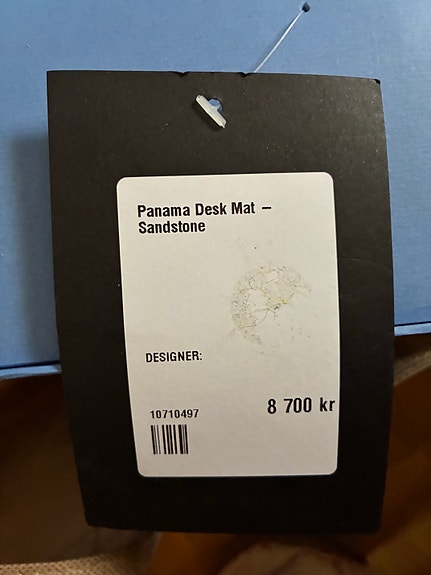 Panama Desk Mat –
Sandstone
DESIGNER:
10710497
8 700 kr